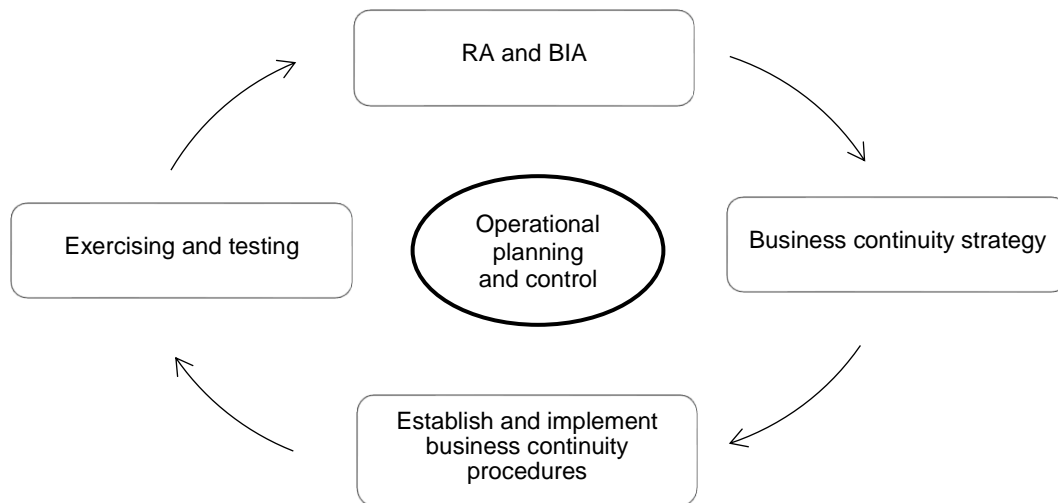 RA and BIA
Exercising and testing
Operational
planning
and control
Business continuity strategy
Establish and implement
business continuity
procedures